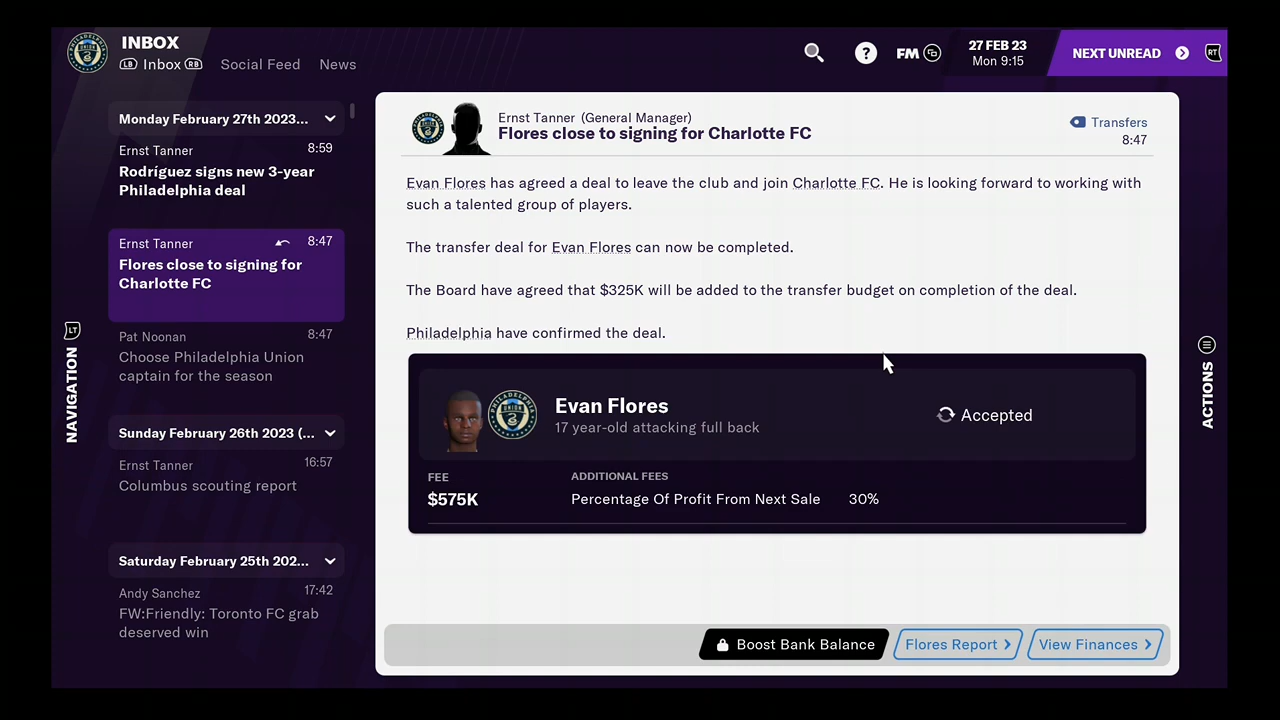 INBOX
LB Inbox RB Social Feed News
FM
27 FEB 23
Mon 9:15
NEXT UNREAD
RT
Monday February 27th 2023...
Ernst Tanner 8:59
Rodríguez signs new 3-year
Philadelphia deal
Ernst Tanner 8:47
Flores close to signing for
Charlotte FC
Pat Noonan 8:47
Choose Philadelphia Union
captain for the season
Sunday February 26th 2023 (...
Ernst Tanner 16:57
Columbus scouting report
Saturday February 25th 202...
Andy Sanchez 17:42
FW:Friendly: Toronto FC grab
deserved win
LT
NAVIGATION
Ernst Tanner (General Manager)
Flores close to signing for Charlotte FC
Transfers
8:47
Evan Flores has agreed a deal to leave the club and join Charlotte FC. He is looking forward to working with
such a talented group of players.
The transfer deal for Evan Flores can now be completed.
The Board have agreed that $325K will be added to the transfer budget on completion of the deal.
Philadelphia have confirmed the deal.
Evan Flores
17 year-old attacking full back
Accepted
FEE
$575K
ADDITIONAL FEES
Percentage Of Profit From Next Sale 30%
Boost Bank Balance
Flores Report
View Finances
ACTIONS